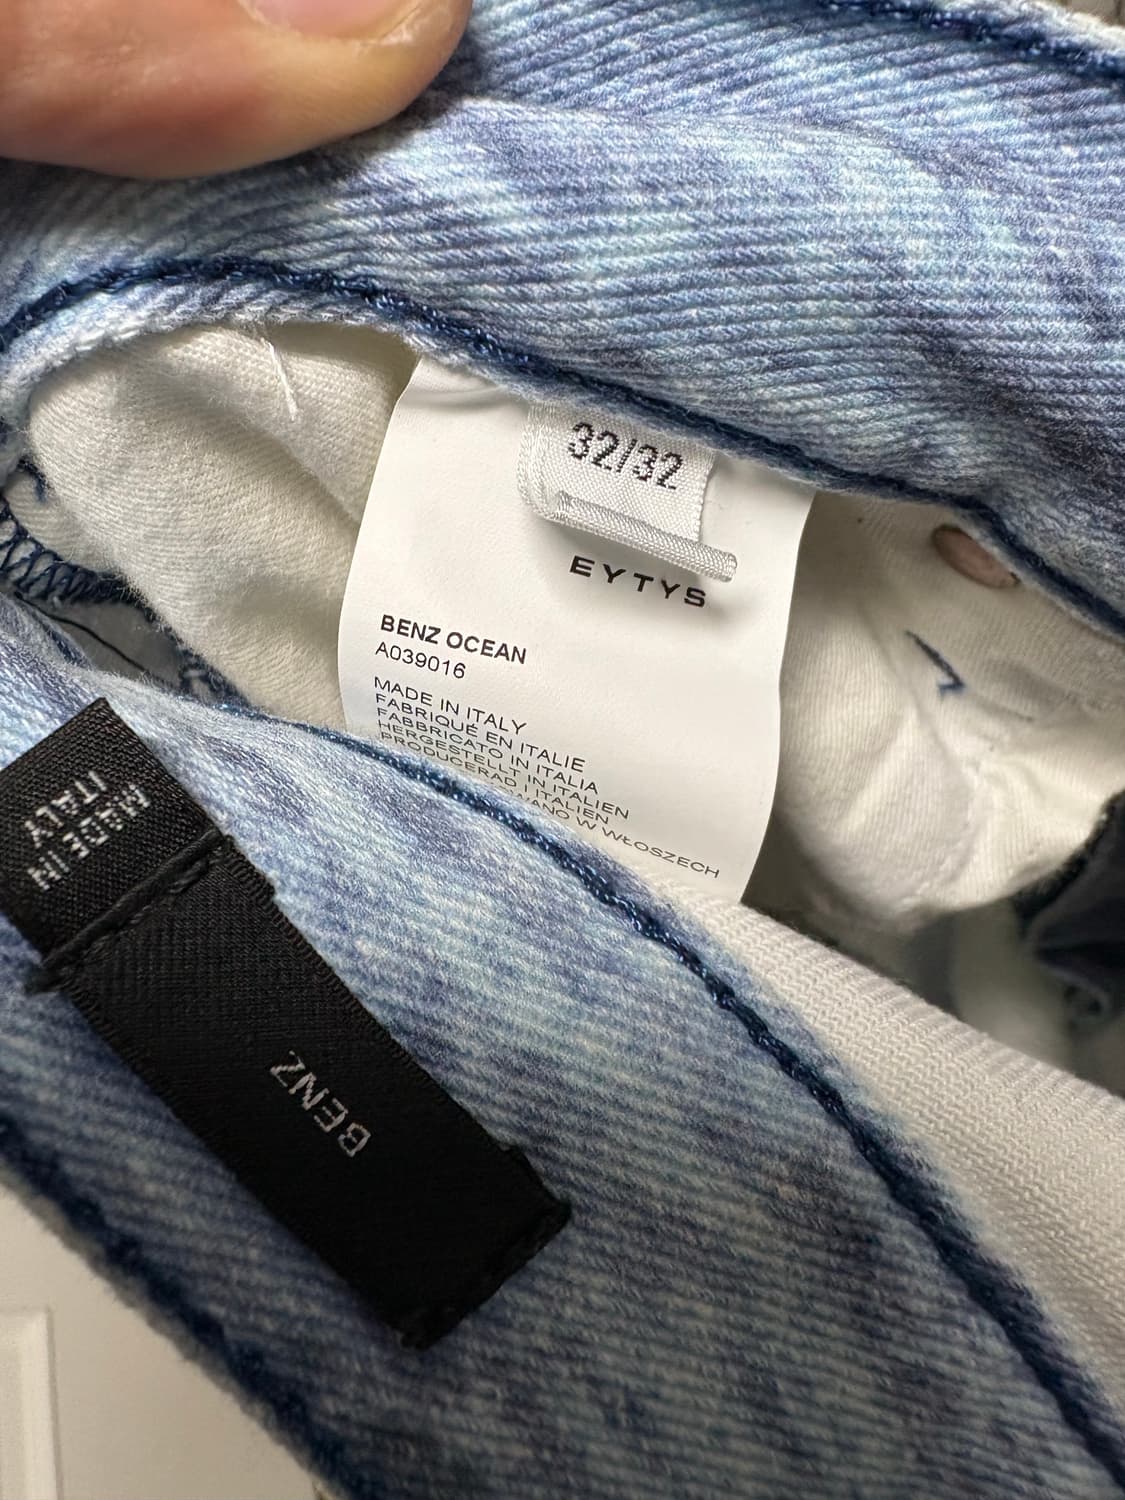 32/32
EYTYS
BENZ OCEAN
A039016
MADE IN ITALY
FABRIQUÉ EN ITALIE
FABBRICATO IN ITALIA
HERGESTELLT IN ITALIEN
PRODUCERAD I ITALIEN
W WŁOSZECH
MADE IN
ITALY
BENZ